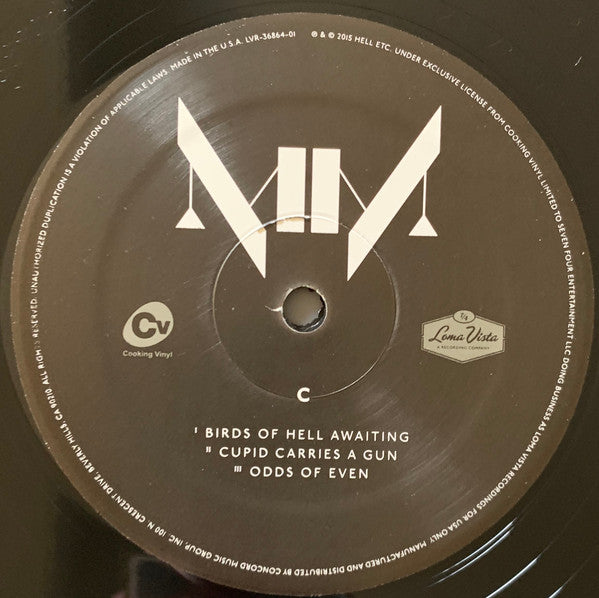 ALL RIGHTS RESERVED. UNAUTHORIZED DUPLICATION IS A VIOLATION OF APPLICABLE LAWS. MADE IN THE U.S.A. LVR-36864-01
℗ & © 2015 HELL ETC. UNDER EXCLUSIVE LICENSE FROM COOKING VINYL LIMITED TO SEVEN FOUR ENTERTAINMENT LLC DOING BUSINESS AS LOMA VISTA RECORDINGS FOR USA ONLY. MANUFACTURED AND DISTRIBUTED BY CONCORD MUSIC GROUP, INC. 100 N. CRESCENT DRIVE, BEVERLY HILLS, CA 90210
Cv
Cooking Vinyl
7/4
Loma Vista
A RECORDING COMPANY
C
I BIRDS OF HELL AWAITING
II CUPID CARRIES A GUN
III ODDS OF EVEN